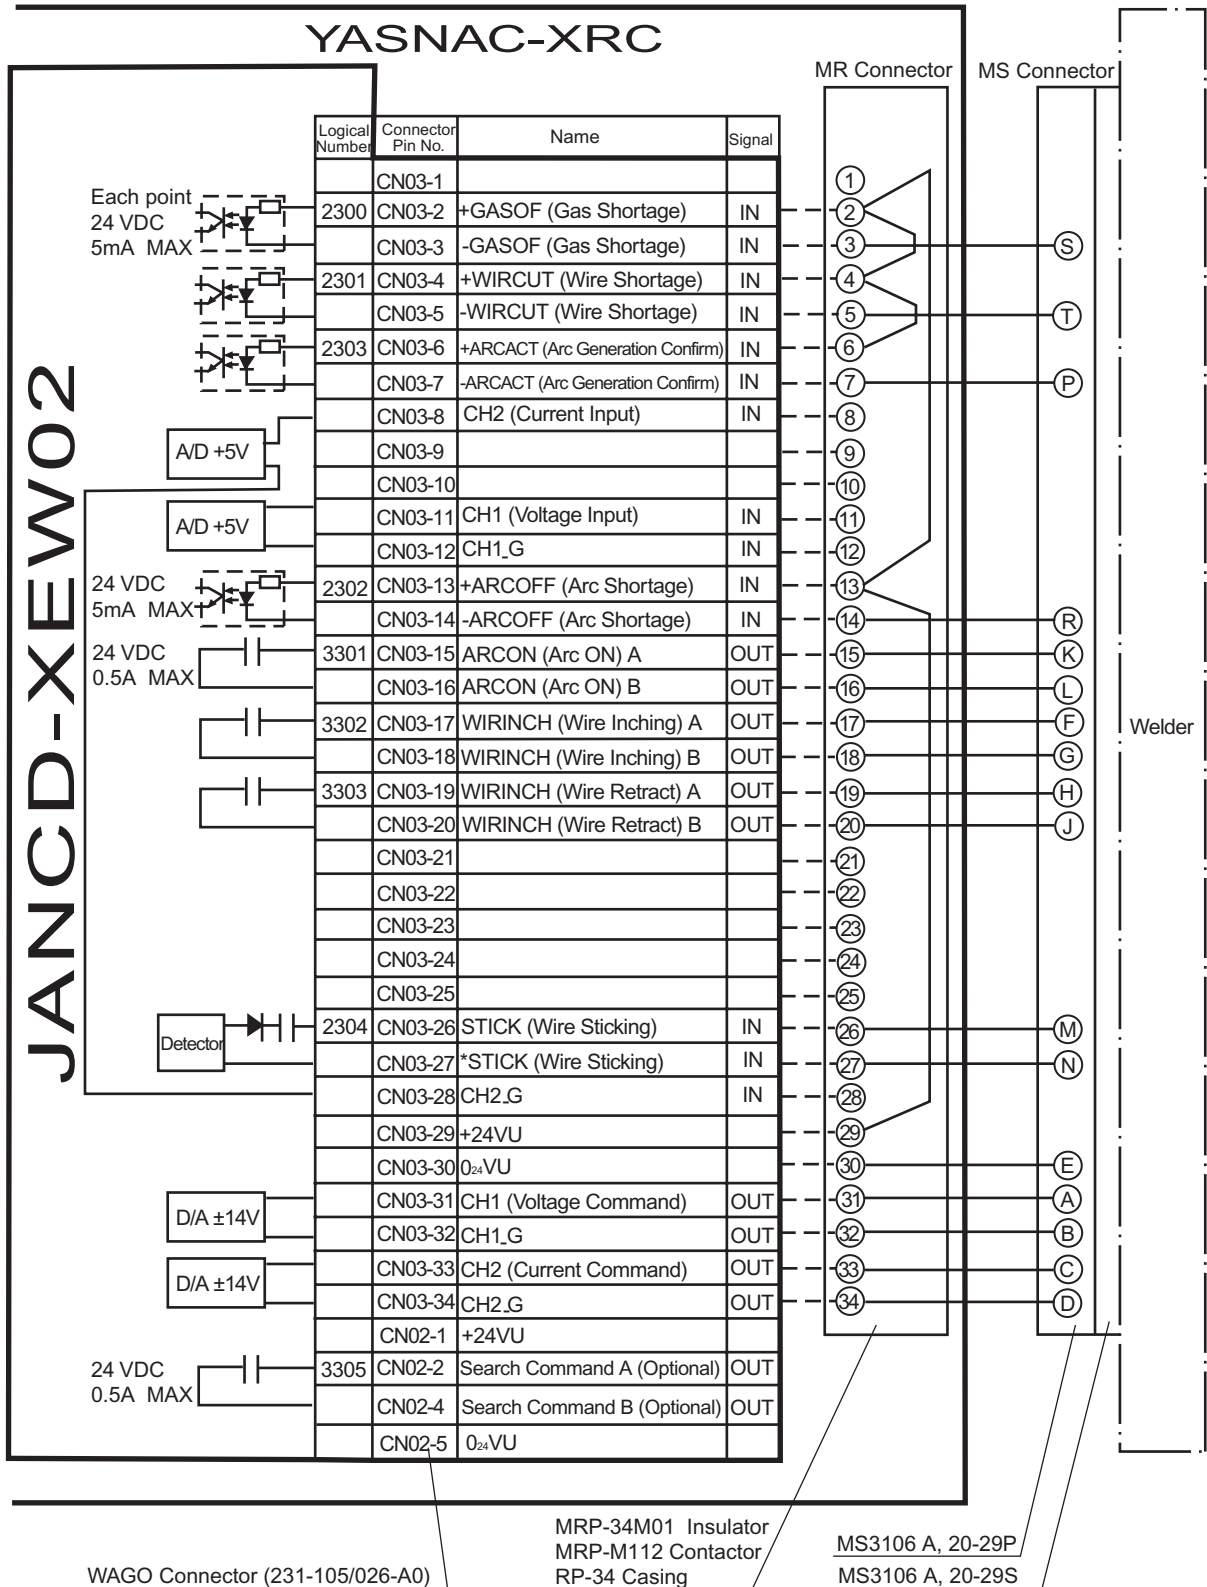 YASNAC-XRC
MR Connector
MS Connector
JANCD-XEW02
Logical Number Connector Pin No. Name Signal
CN03-1 1
Each point
24 VDC
5mA MAX
2300 CN03-2 +GASOF (Gas Shortage) IN 2
CN03-3 -GASOF (Gas Shortage) IN 3 S
2301 CN03-4 +WIRCUT (Wire Shortage) IN 4
CN03-5 -WIRCUT (Wire Shortage) IN 5 T
2303 CN03-6 +ARCACT (Arc Generation Confirm) IN 6
CN03-7 -ARCACT (Arc Generation Confirm) IN 7 P
CN03-8 CH2 (Current Input) IN 8
A/D +5V
CN03-9 9
CN03-10 10
A/D +5V
CN03-11 CH1 (Voltage Input) IN 11
CN03-12 CH1_G IN 12
24 VDC
5mA MAX
2302 CN03-13 +ARCOFF (Arc Shortage) IN 13
CN03-14 -ARCOFF (Arc Shortage) IN 14 R
24 VDC
0.5A MAX
3301 CN03-15 ARCON (Arc ON) A OUT 15 K
CN03-16 ARCON (Arc ON) B OUT 16 L
3302 CN03-17 WIRINCH (Wire Inching) A OUT 17 F
Welder
CN03-18 WIRINCH (Wire Inching) B OUT 18 G
3303 CN03-19 WIRINCH (Wire Retract) A OUT 19 H
CN03-20 WIRINCH (Wire Retract) B OUT 20 J
CN03-21 21
CN03-22 22
CN03-23 23
CN03-24 24
CN03-25 25
Detector
2304 CN03-26 STICK (Wire Sticking) IN 26 M
CN03-27 *STICK (Wire Sticking) IN 27 N
CN03-28 CH2_G IN 28
CN03-29 +24VU 29
CN03-30 024VU 30 E
D/A ±14V
CN03-31 CH1 (Voltage Command) OUT 31 A
CN03-32 CH1_G OUT 32 B
D/A ±14V
CN03-33 CH2 (Current Command) OUT 33 C
CN03-34 CH2_G OUT 34 D
CN02-1 +24VU
24 VDC
0.5A MAX
3305 CN02-2 Search Command A (Optional) OUT
CN02-4 Search Command B (Optional) OUT
CN02-5 024VU
MRP-34M01 Insulator
MRP-M112 Contactor
RP-34 Casing
MS3106 A, 20-29P
MS3106 A, 20-29S
WAGO Connector (231-105/026-A0)